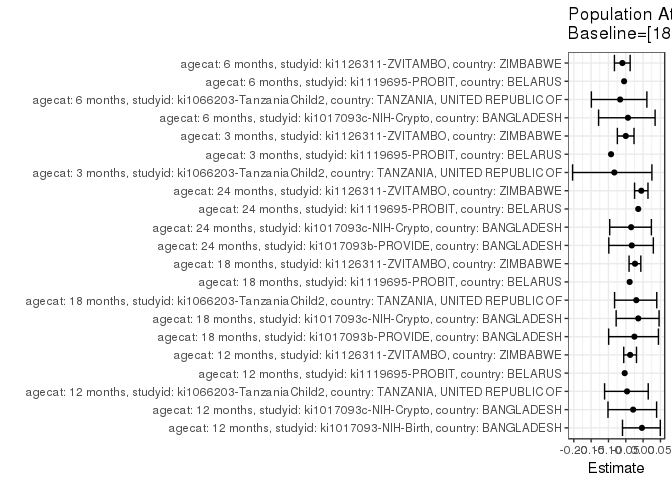 Population At
Baseline=[18
agecat: 6 months, studyid: ki1126311-ZVITAMBO, country: ZIMBABWE
agecat: 6 months, studyid: ki1119695-PROBIT, country: BELARUS
agecat: 6 months, studyid: ki1066203-TanzaniaChild2, country: TANZANIA, UNITED REPUBLIC OF
agecat: 6 months, studyid: ki1017093c-NIH-Crypto, country: BANGLADESH
agecat: 3 months, studyid: ki1126311-ZVITAMBO, country: ZIMBABWE
agecat: 3 months, studyid: ki1119695-PROBIT, country: BELARUS
agecat: 3 months, studyid: ki1066203-TanzaniaChild2, country: TANZANIA, UNITED REPUBLIC OF
agecat: 24 months, studyid: ki1126311-ZVITAMBO, country: ZIMBABWE
agecat: 24 months, studyid: ki1119695-PROBIT, country: BELARUS
agecat: 24 months, studyid: ki1017093c-NIH-Crypto, country: BANGLADESH
agecat: 24 months, studyid: ki1017093b-PROVIDE, country: BANGLADESH
agecat: 18 months, studyid: ki1126311-ZVITAMBO, country: ZIMBABWE
agecat: 18 months, studyid: ki1119695-PROBIT, country: BELARUS
agecat: 18 months, studyid: ki1066203-TanzaniaChild2, country: TANZANIA, UNITED REPUBLIC OF
agecat: 18 months, studyid: ki1017093c-NIH-Crypto, country: BANGLADESH
agecat: 18 months, studyid: ki1017093b-PROVIDE, country: BANGLADESH
agecat: 12 months, studyid: ki1126311-ZVITAMBO, country: ZIMBABWE
agecat: 12 months, studyid: ki1119695-PROBIT, country: BELARUS
agecat: 12 months, studyid: ki1066203-TanzaniaChild2, country: TANZANIA, UNITED REPUBLIC OF
agecat: 12 months, studyid: ki1017093c-NIH-Crypto, country: BANGLADESH
agecat: 12 months, studyid: ki1017093-NIH-Birth, country: BANGLADESH
-0.20 -0.15 -0.10 -0.05 0.00 0.05
Estimate